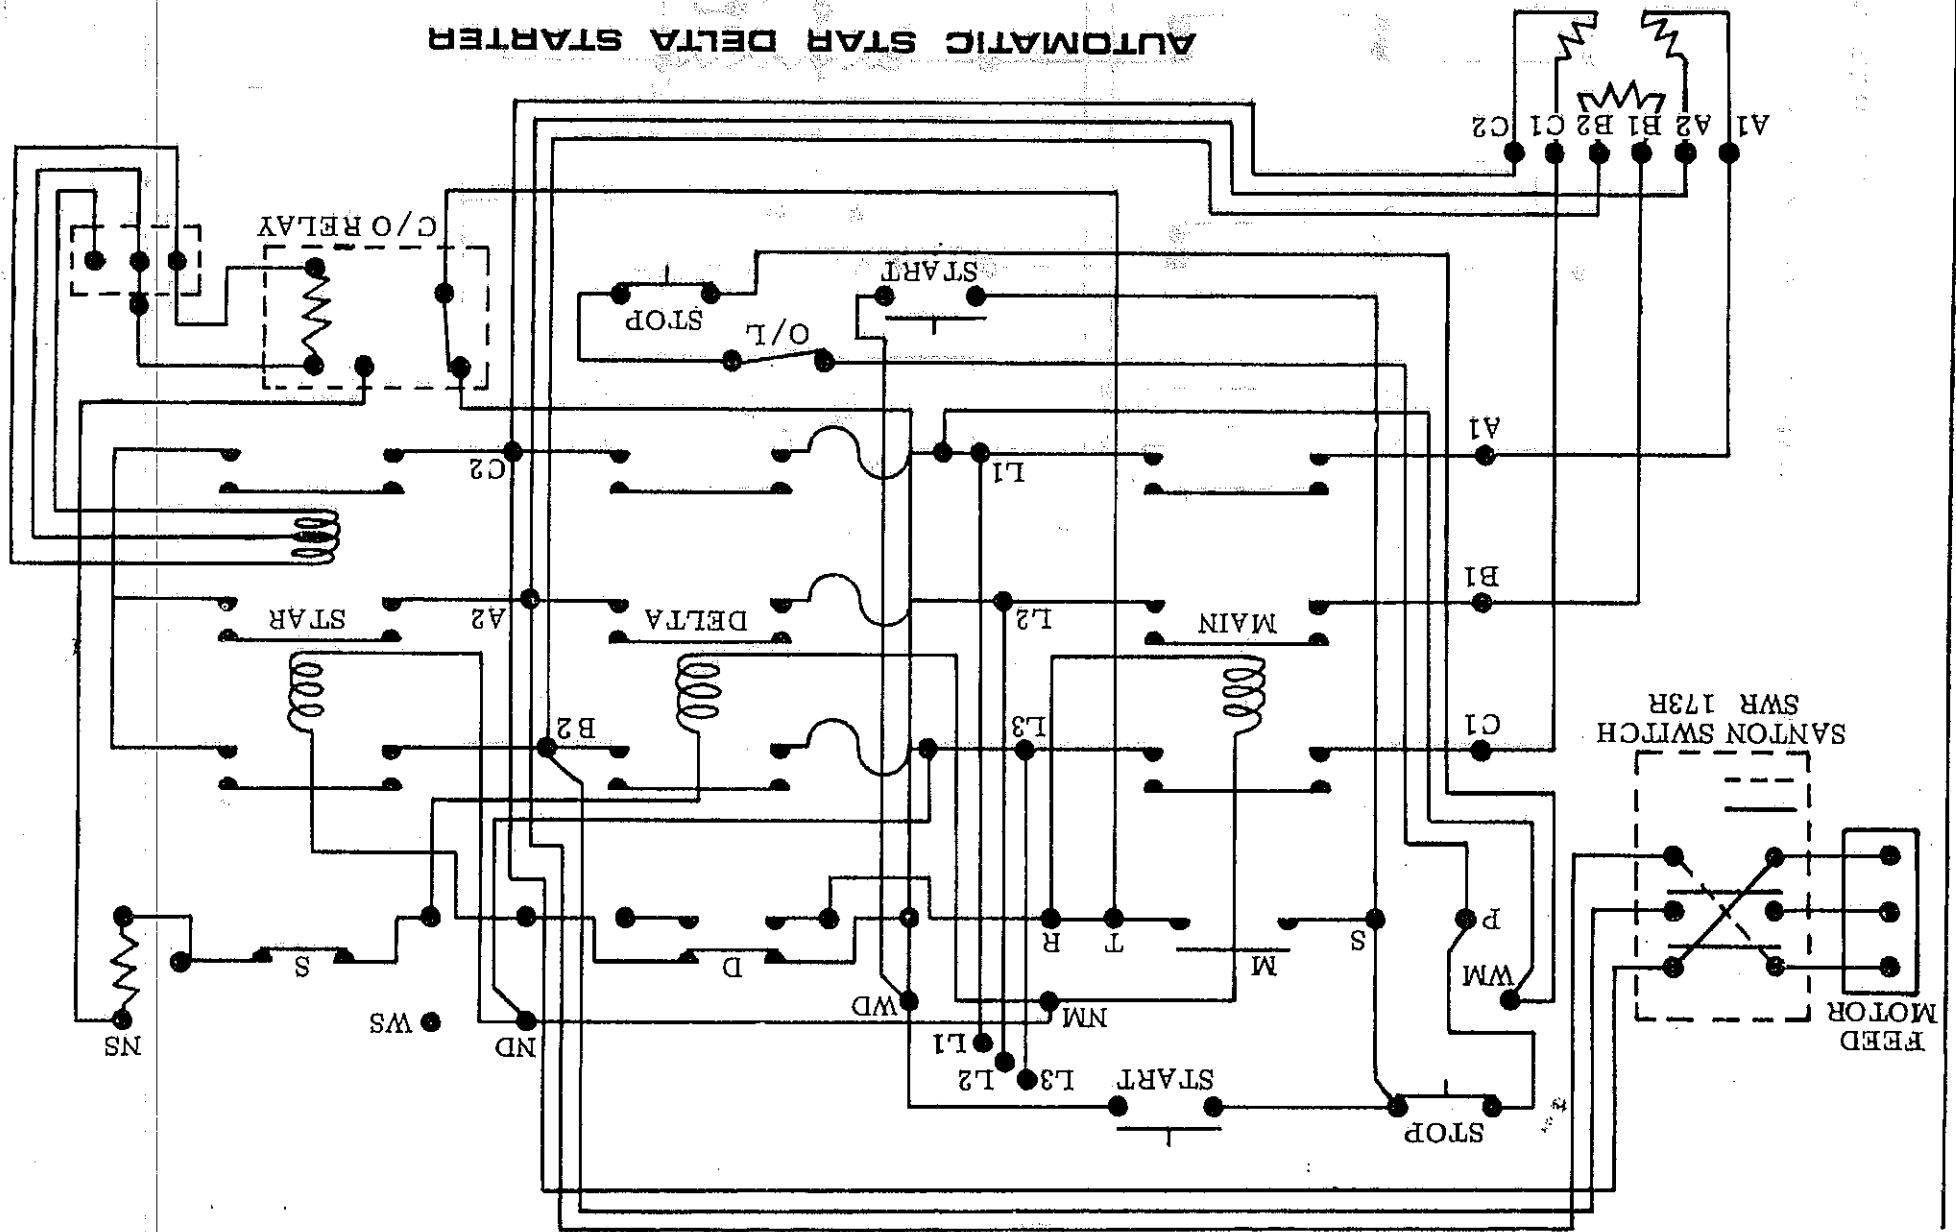 STOP
START
L3
L2
L1
FEED
MOTOR
NM
ND
NS
WS
WD
WM
M
D
S
P
S
T
R
SANTON SWITCH
SWR 173R
C1
L3
B2
MAIN
L2
DELTA
A2
STAR
B1
L1
C2
A1
O/L
STOP
START
C/O RELAY
A1 A2 B1 B2 C1 C2
AUTOMATIC STAR DELTA STARTER